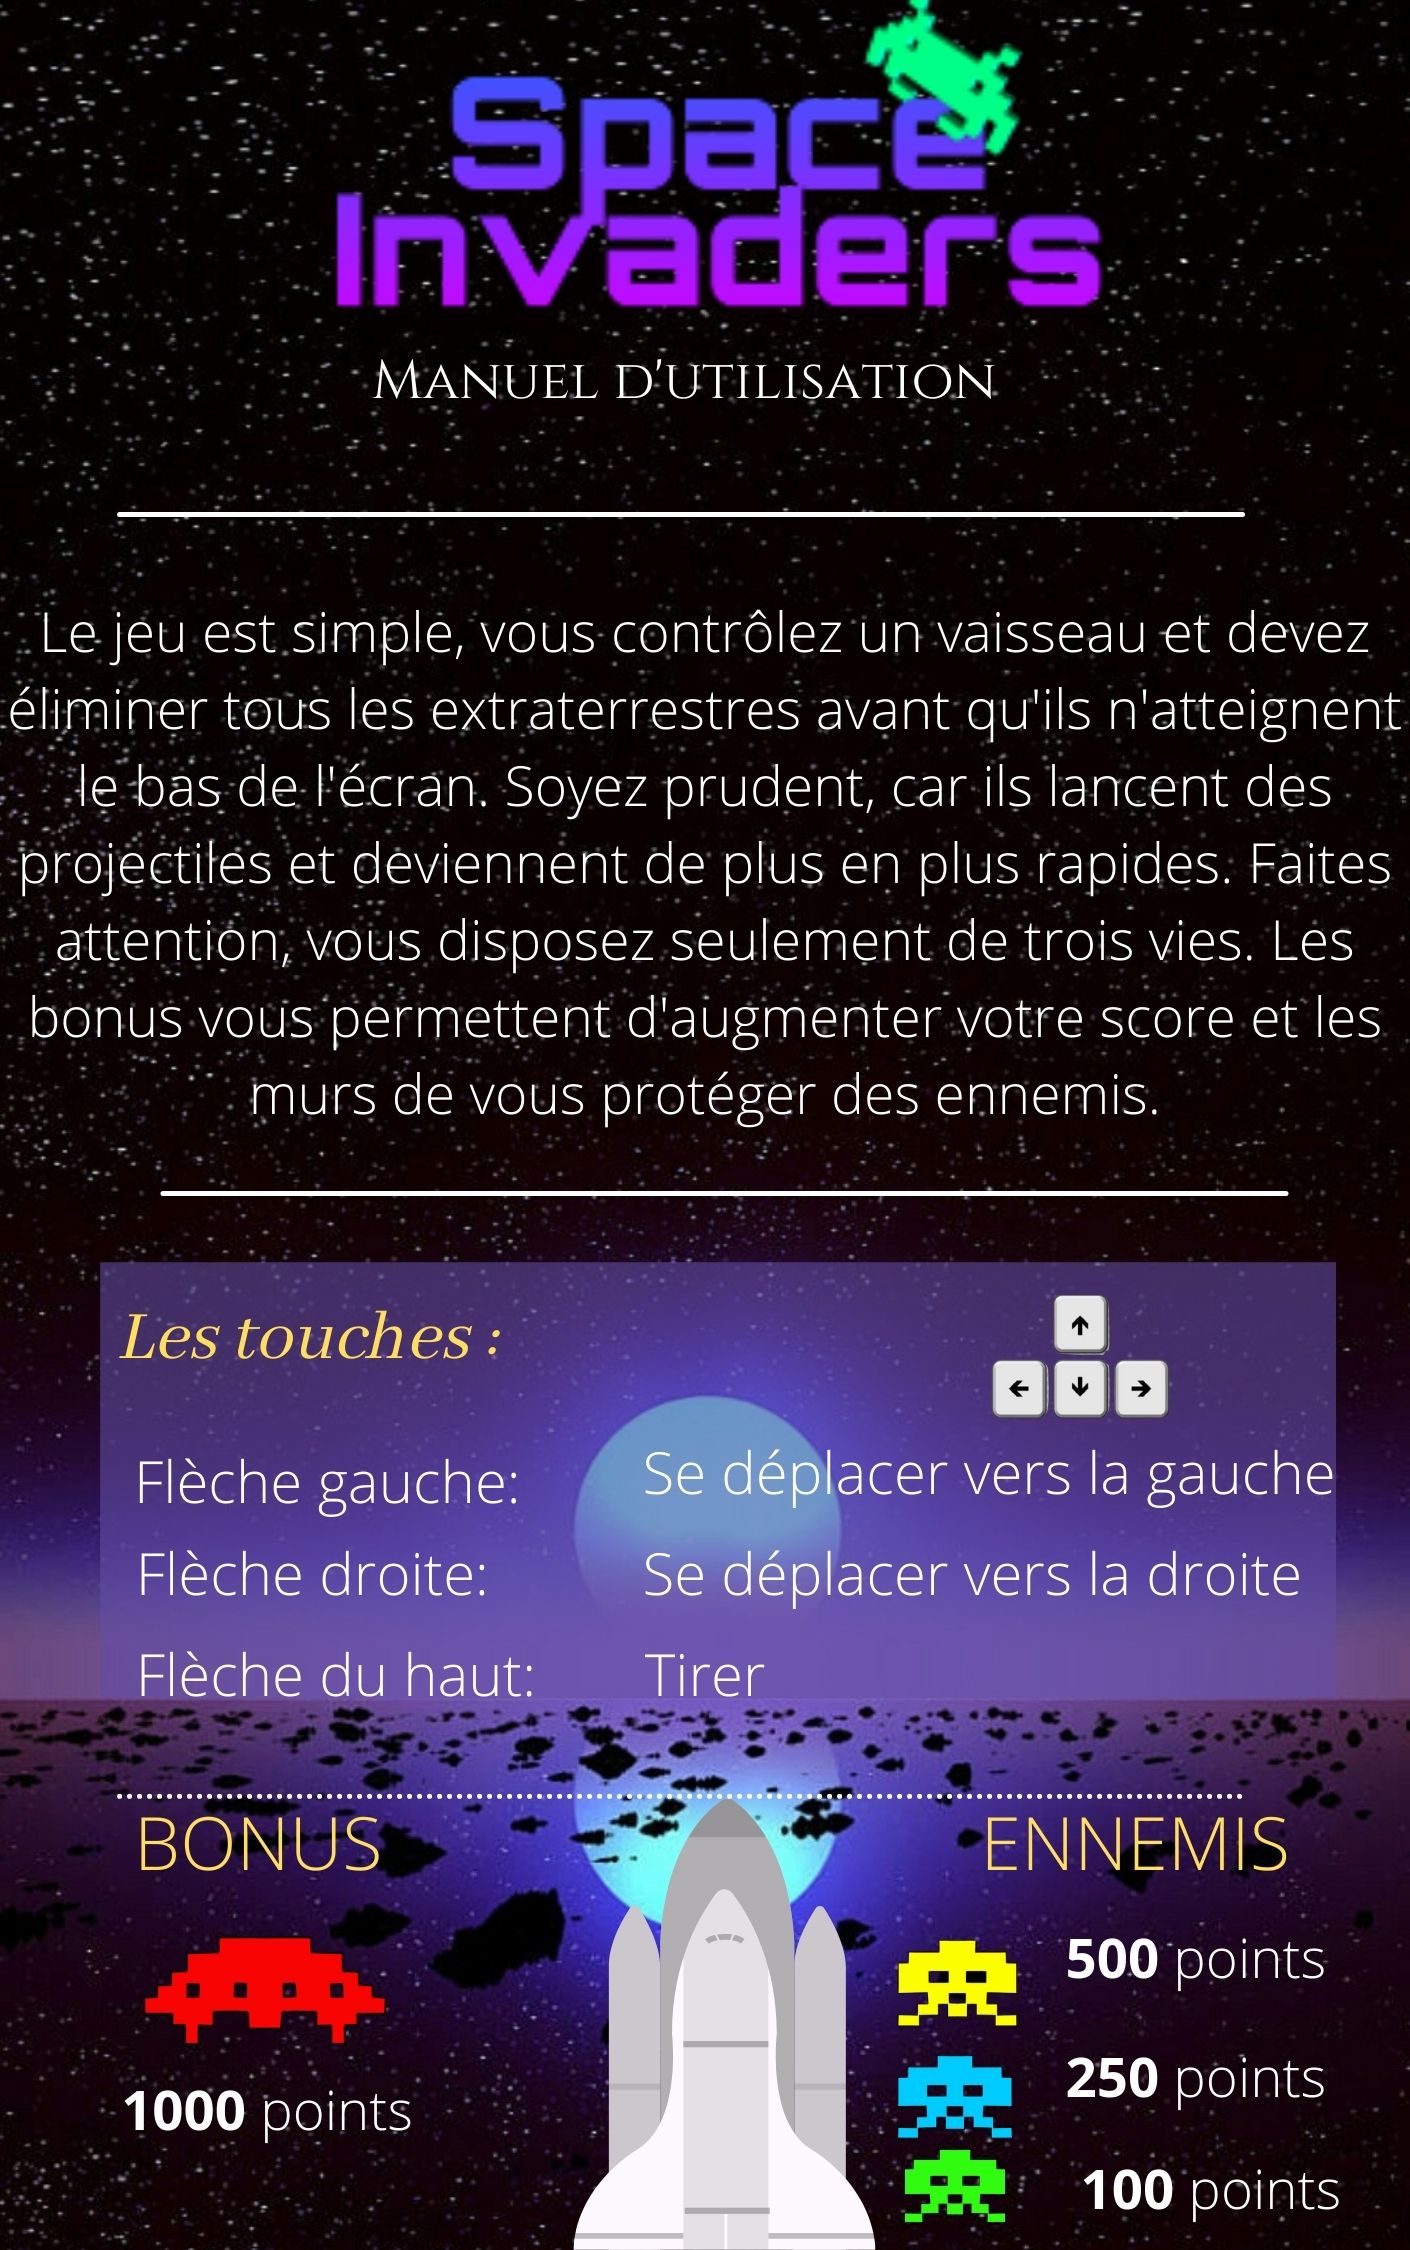 Space
Invaders
Manuel d'utilisation
Le jeu est simple, vous contrôlez un vaisseau et devez
éliminer tous les extraterrestres avant qu'ils n'atteignent
le bas de l'écran. Soyez prudent, car ils lancent des
projectiles et deviennent de plus en plus rapides. Faites
attention, vous disposez seulement de trois vies. Les
bonus vous permettent d'augmenter votre score et les
murs de vous protéger des ennemis.
Les touches :
Flèche gauche: Se déplacer vers la gauche
Flèche droite: Se déplacer vers la droite
Flèche du haut: Tirer
BONUS
1000 points
ENNEMIS
500 points
250 points
100 points